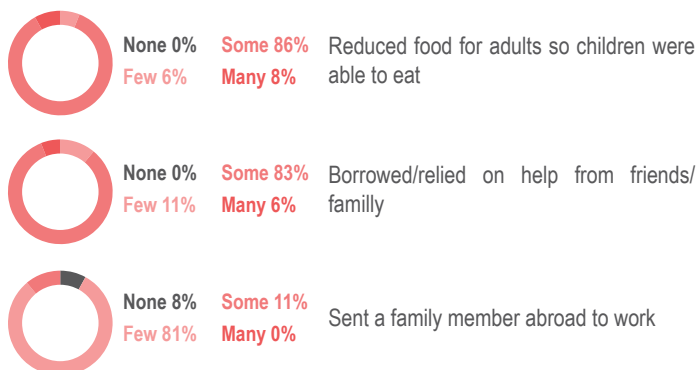 None 0% Some 86% Reduced food for adults so children were
Few 6% Many 8% able to eat
None 0% Some 83% Borrowed/relied on help from friends/
Few 11% Many 6% familly
None 8% Some 11%
Few 81% Many 0%
Sent a family member abroad to work